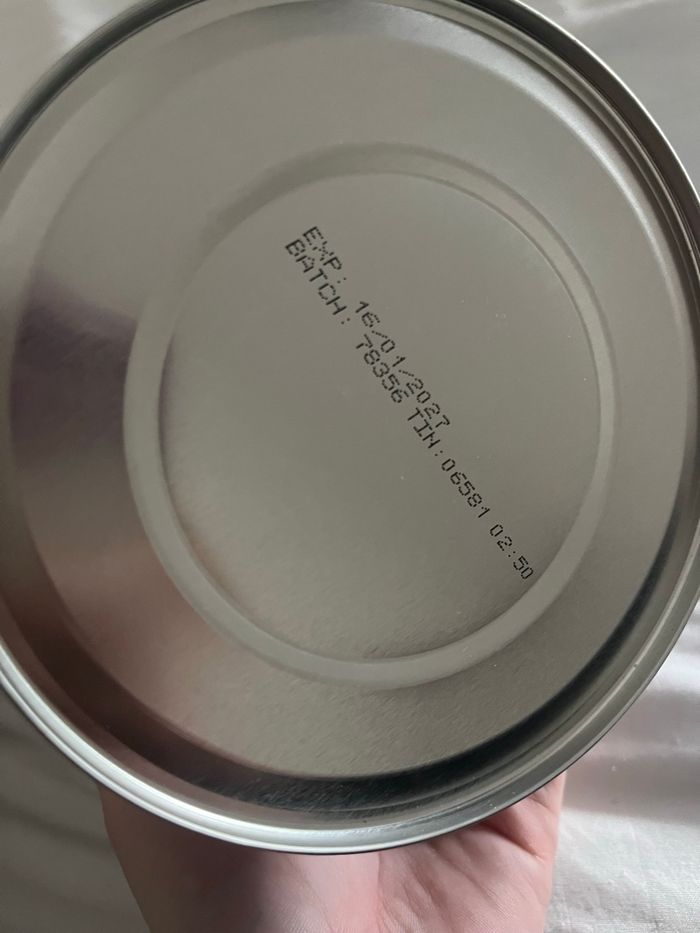 EXP: 16/01/2027
BATCH: 78356 TIN:06581 02:50